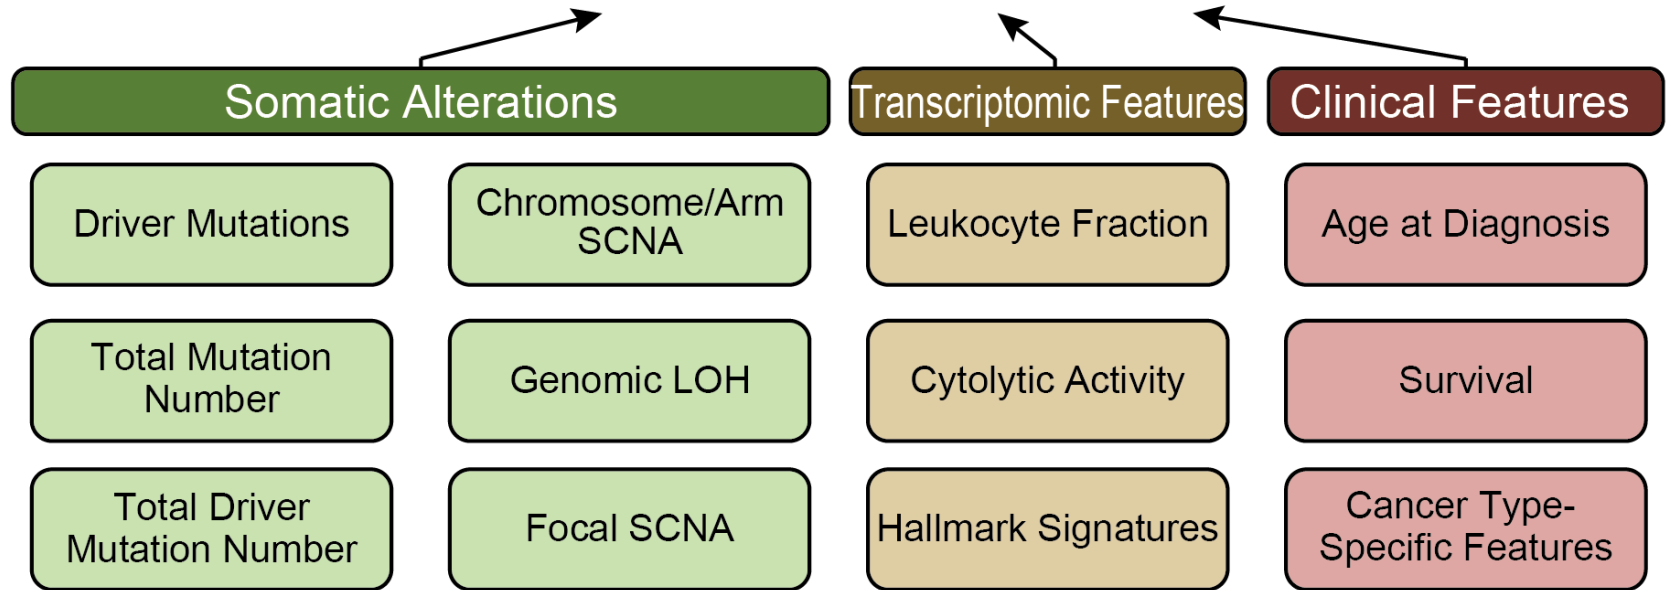 Somatic Alterations
Transcriptomic Features
Clinical Features
Driver Mutations
Chromosome/Arm
SCNA
Leukocyte Fraction
Age at Diagnosis
Total Mutation
Number
Genomic LOH
Cytolytic Activity
Survival
Total Driver
Mutation Number
Focal SCNA
Hallmark Signatures
Cancer Type-
Specific Features